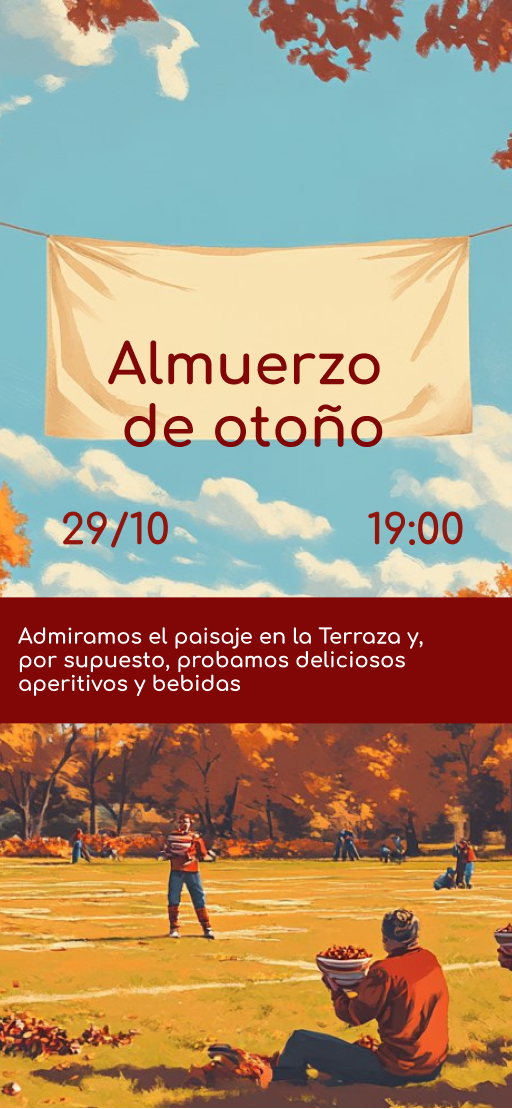 Almuerzo
de otoño
29/10 19:00
Admiramos el paisaje en la Terraza y,
por supuesto, probamos deliciosos
aperitivos y bebidas